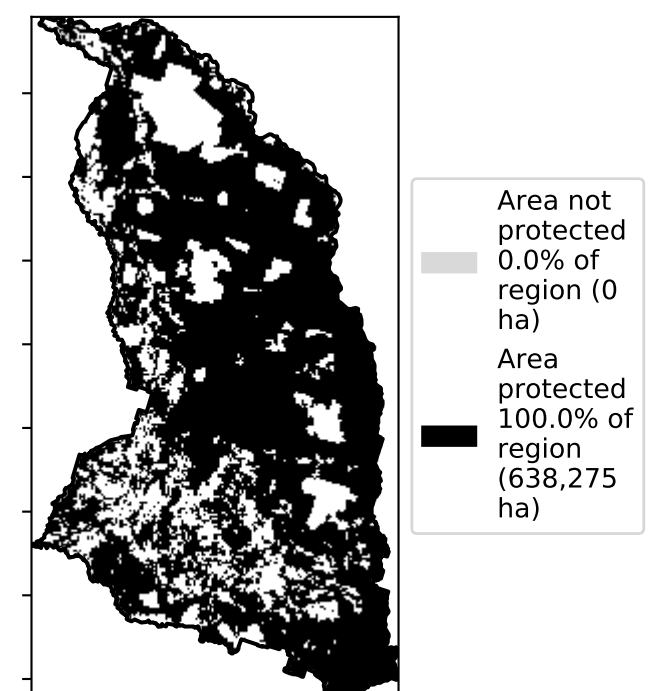 Area not
protected
0.0% of
region (0
ha)
Area
protected
100.0% of
region
(638,275
ha)